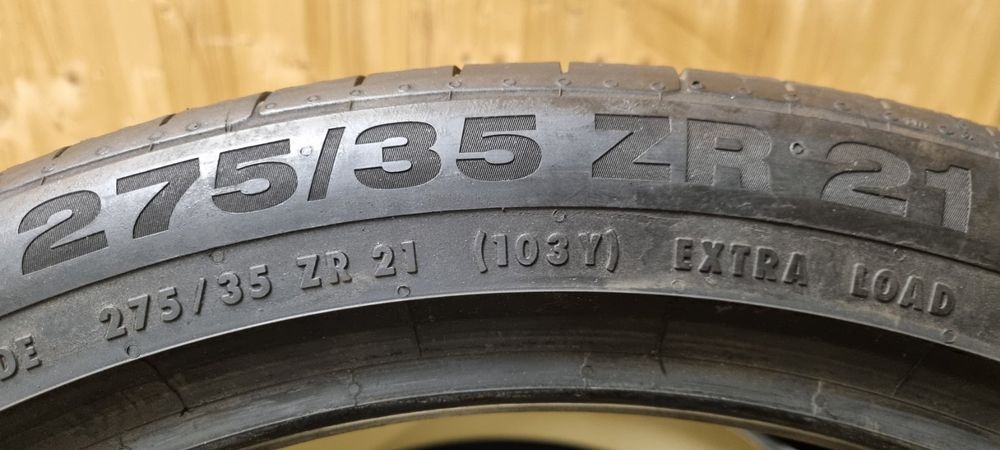 275/35 ZR 21
DE 275/35 ZR 21 (103Y) EXTRA LOAD